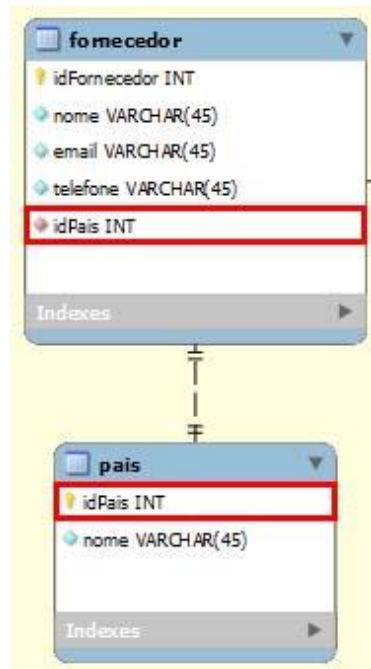 fornecedor
idFornecedor INT
nome VARCHAR(45)
email VARCHAR(45)
telefone VARCHAR(45)
idPais INT
Indexes
pais
idPais INT
nome VARCHAR(45)
Indexes